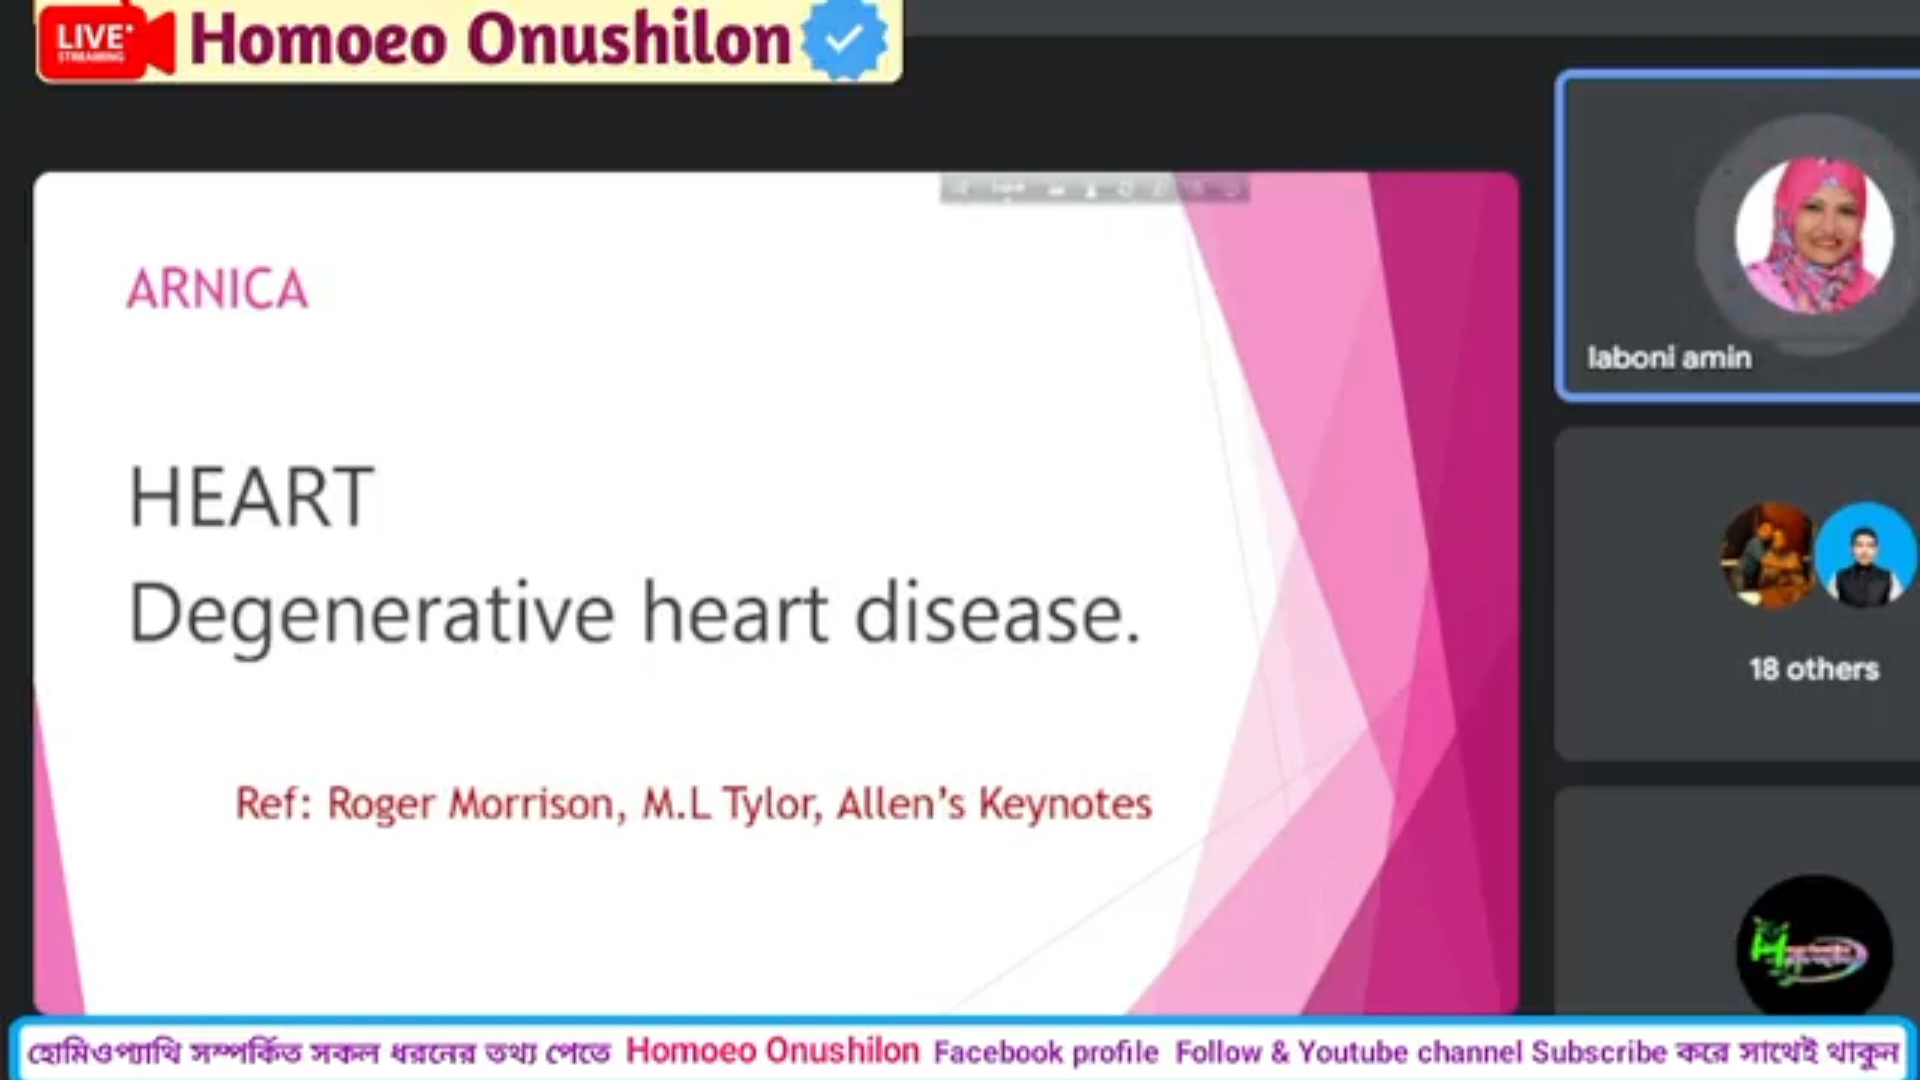 LIVE
STREAMING
Homoeo Onushilon
ARNICA
HEART
Degenerative heart disease.
Ref: Roger Morrison, M.L Tylor, Allen's Keynotes
laboni amin
18 others
হোমিওপ্যাথি সম্পর্কিত সকল ধরনের তথ্য পেতে Homoeo Onushilon Facebook profile Follow & Youtube channel Subscribe করে সাথেই থাকুন